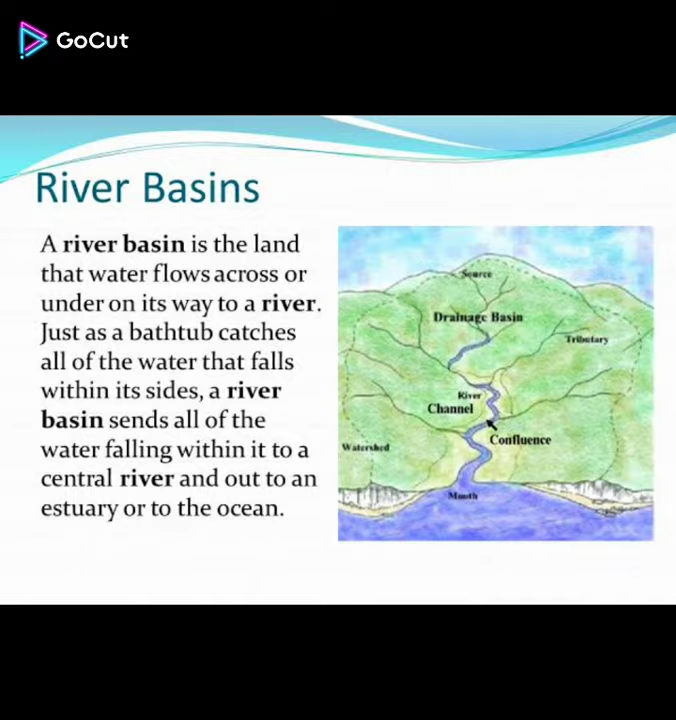 GoCut
River Basins
A river basin is the land
that water flows across or
under on its way to a river.
Just as a bathtub catches
all of the water that falls
within its sides, a river
basin sends all of the
water falling within it to a
central river and out to an
estuary or to the ocean.
Source
Drainage Basin
Tributary
River
Channel
Confluence
Watershed
Mouth